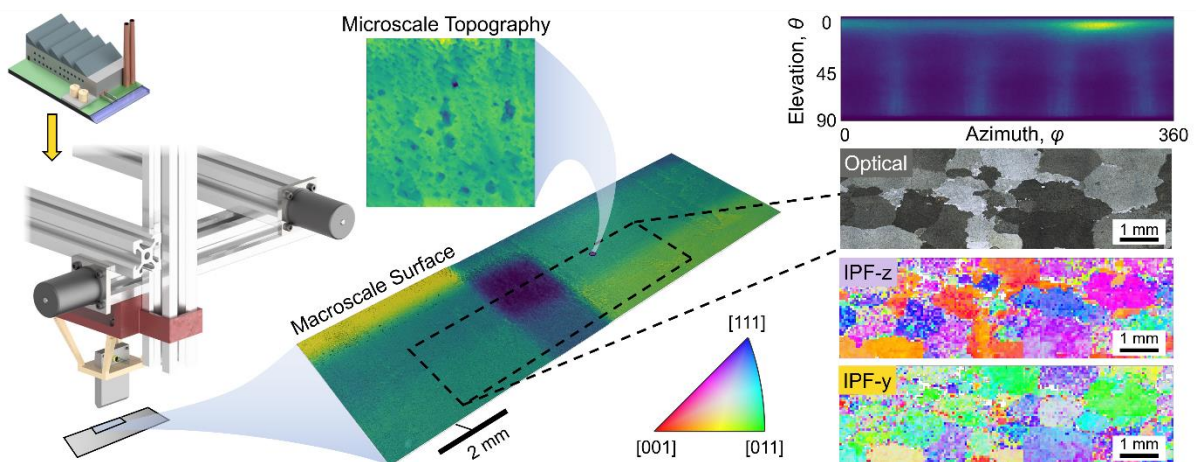 Microscale Topography
Macroscale Surface
2 mm
[111]
[001]
[011]
Elevation, θ
0
45
90
0
Azimuth, φ
360
Optical
1 mm
IPF-z
1 mm
IPF-y
1 mm